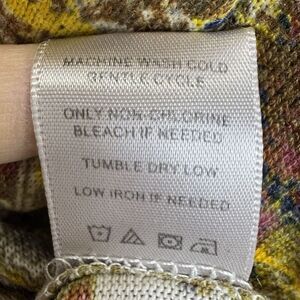 MACHINE WASH COLD
GENTLE CYCLE
ONLY NON-CHLORINE
BLEACH IF NEEDED
TUMBLE DRY LOW
LOW IRON IF NEEDED